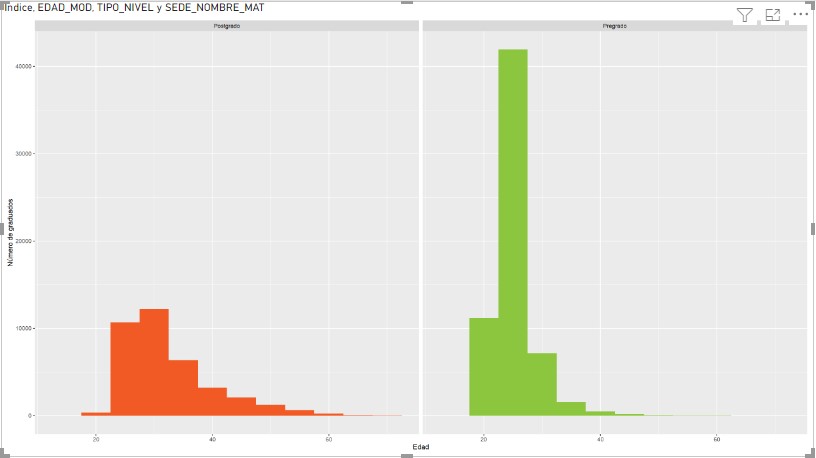 Índice, EDAD_MOD, TIPO_NIVEL y SEDE_NOMBRE_MAT
Postgrado
Pregrado
Número de graduados
40000
30000
20000
10000
0
20
40
60
20
40
60
Edad